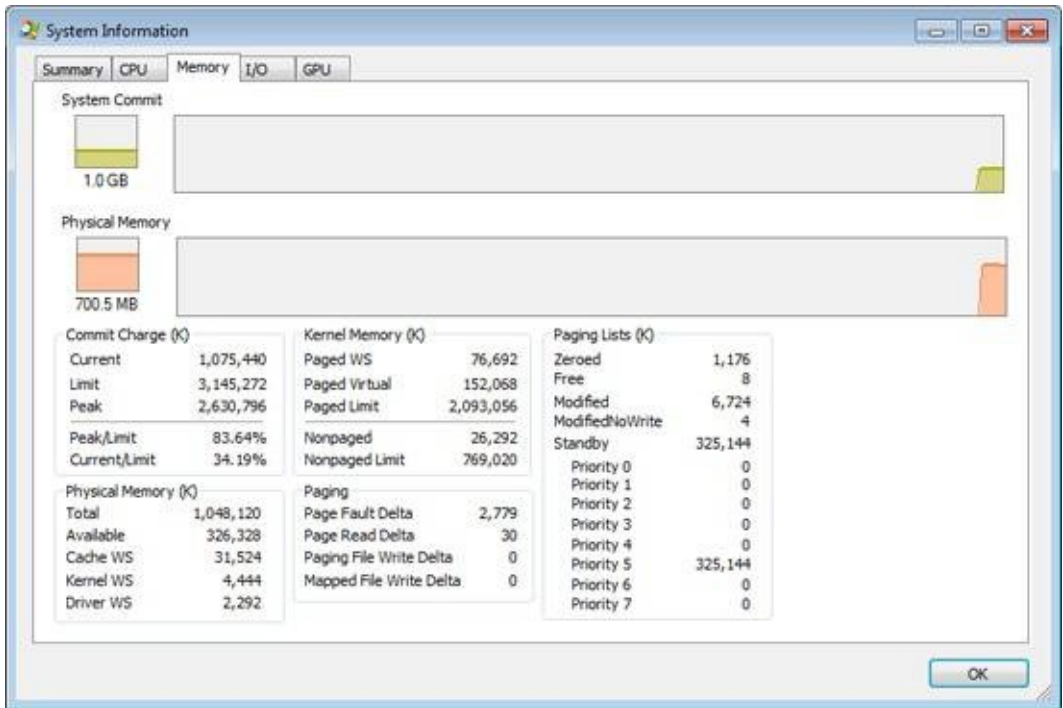 System Information
Summary CPU Memory I/O GPU
System Commit
1.0 GB
Physical Memory
700.5 MB
Commit Charge (K)
Current 1,075,440
Limit 3,145,272
Peak 2,630,796
Peak/Limit 83.64%
Current/Limit 34.19%
Physical Memory (K)
Total 1,048,120
Available 326,328
Cache WS 31,524
Kernel WS 4,444
Driver WS 2,292
Kernel Memory (K)
Paged WS 76,692
Paged Virtual 152,068
Paged Limit 2,093,056
Nonpaged 26,292
Nonpaged Limit 769,020
Paging
Page Fault Delta 2,779
Page Read Delta 30
Paging File Write Delta 0
Mapped File Write Delta 0
Paging Lists (K)
Zeroed 1,176
Free 8
Modified 6,724
ModifiedNoWrite 4
Standby 325,144
Priority 0 0
Priority 1 0
Priority 2 0
Priority 3 0
Priority 4 0
Priority 5 325,144
Priority 6 0
Priority 7 0
OK